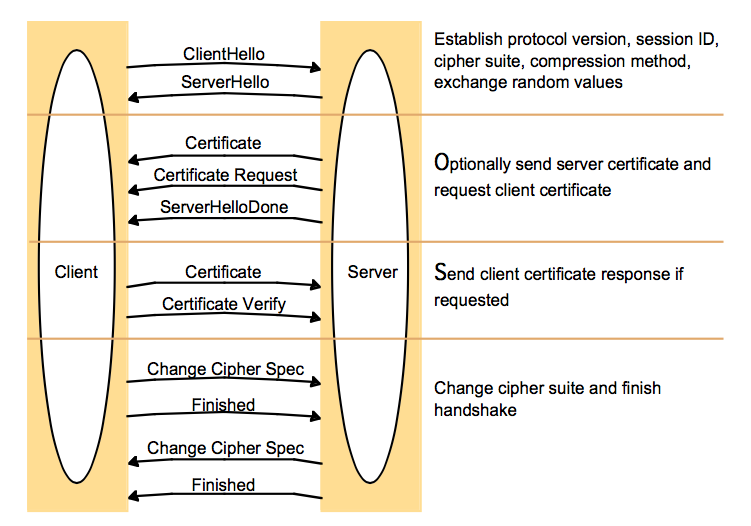 ClientHello
ServerHello
Establish protocol version, session ID,
cipher suite, compression method,
exchange random values
Certificate
Certificate Request
ServerHelloDone
Optionally send server certificate and
request client certificate
Client
Server
Certificate
Certificate Verify
Send client certificate response if
requested
Change Cipher Spec
Finished
Change Cipher Spec
Finished
Change cipher suite and finish
handshake